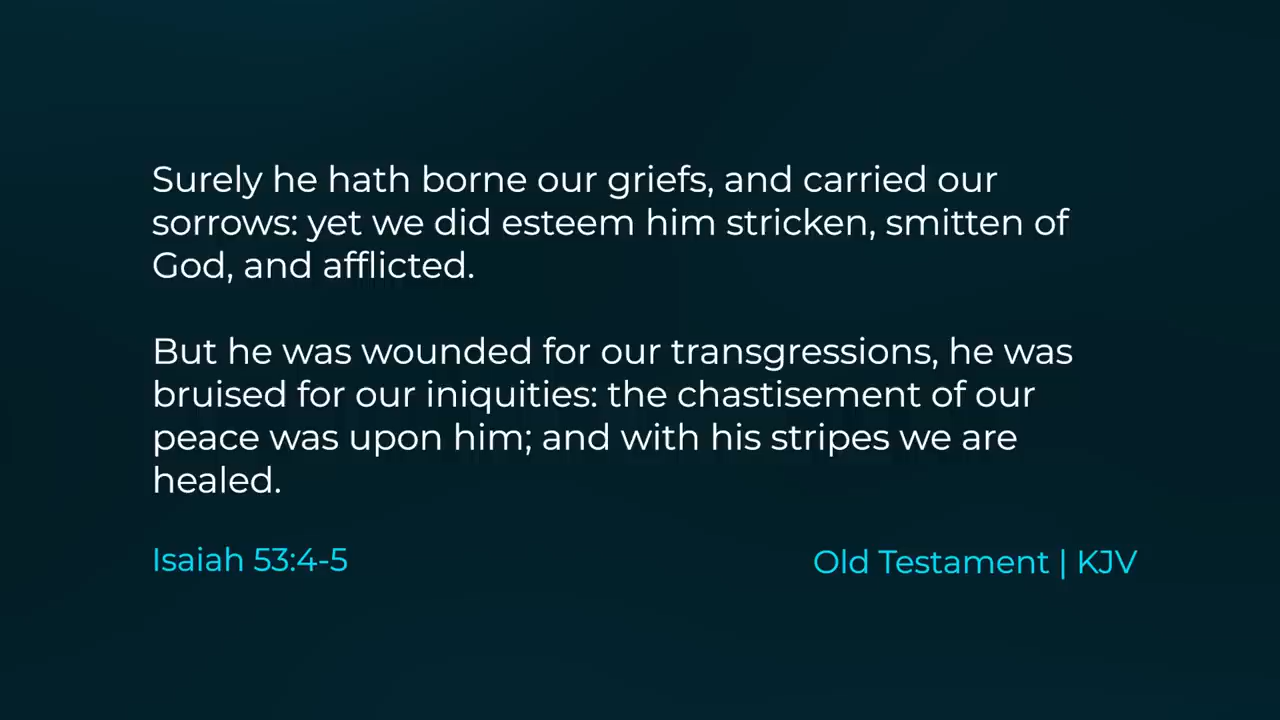 Surely he hath borne our griefs, and carried our
sorrows: yet we did esteem him stricken, smitten of
God, and afflicted.
But he was wounded for our transgressions, he was
bruised for our iniquities: the chastisement of our
peace was upon him; and with his stripes we are
healed.
Isaiah 53:4-5
Old Testament | KJV